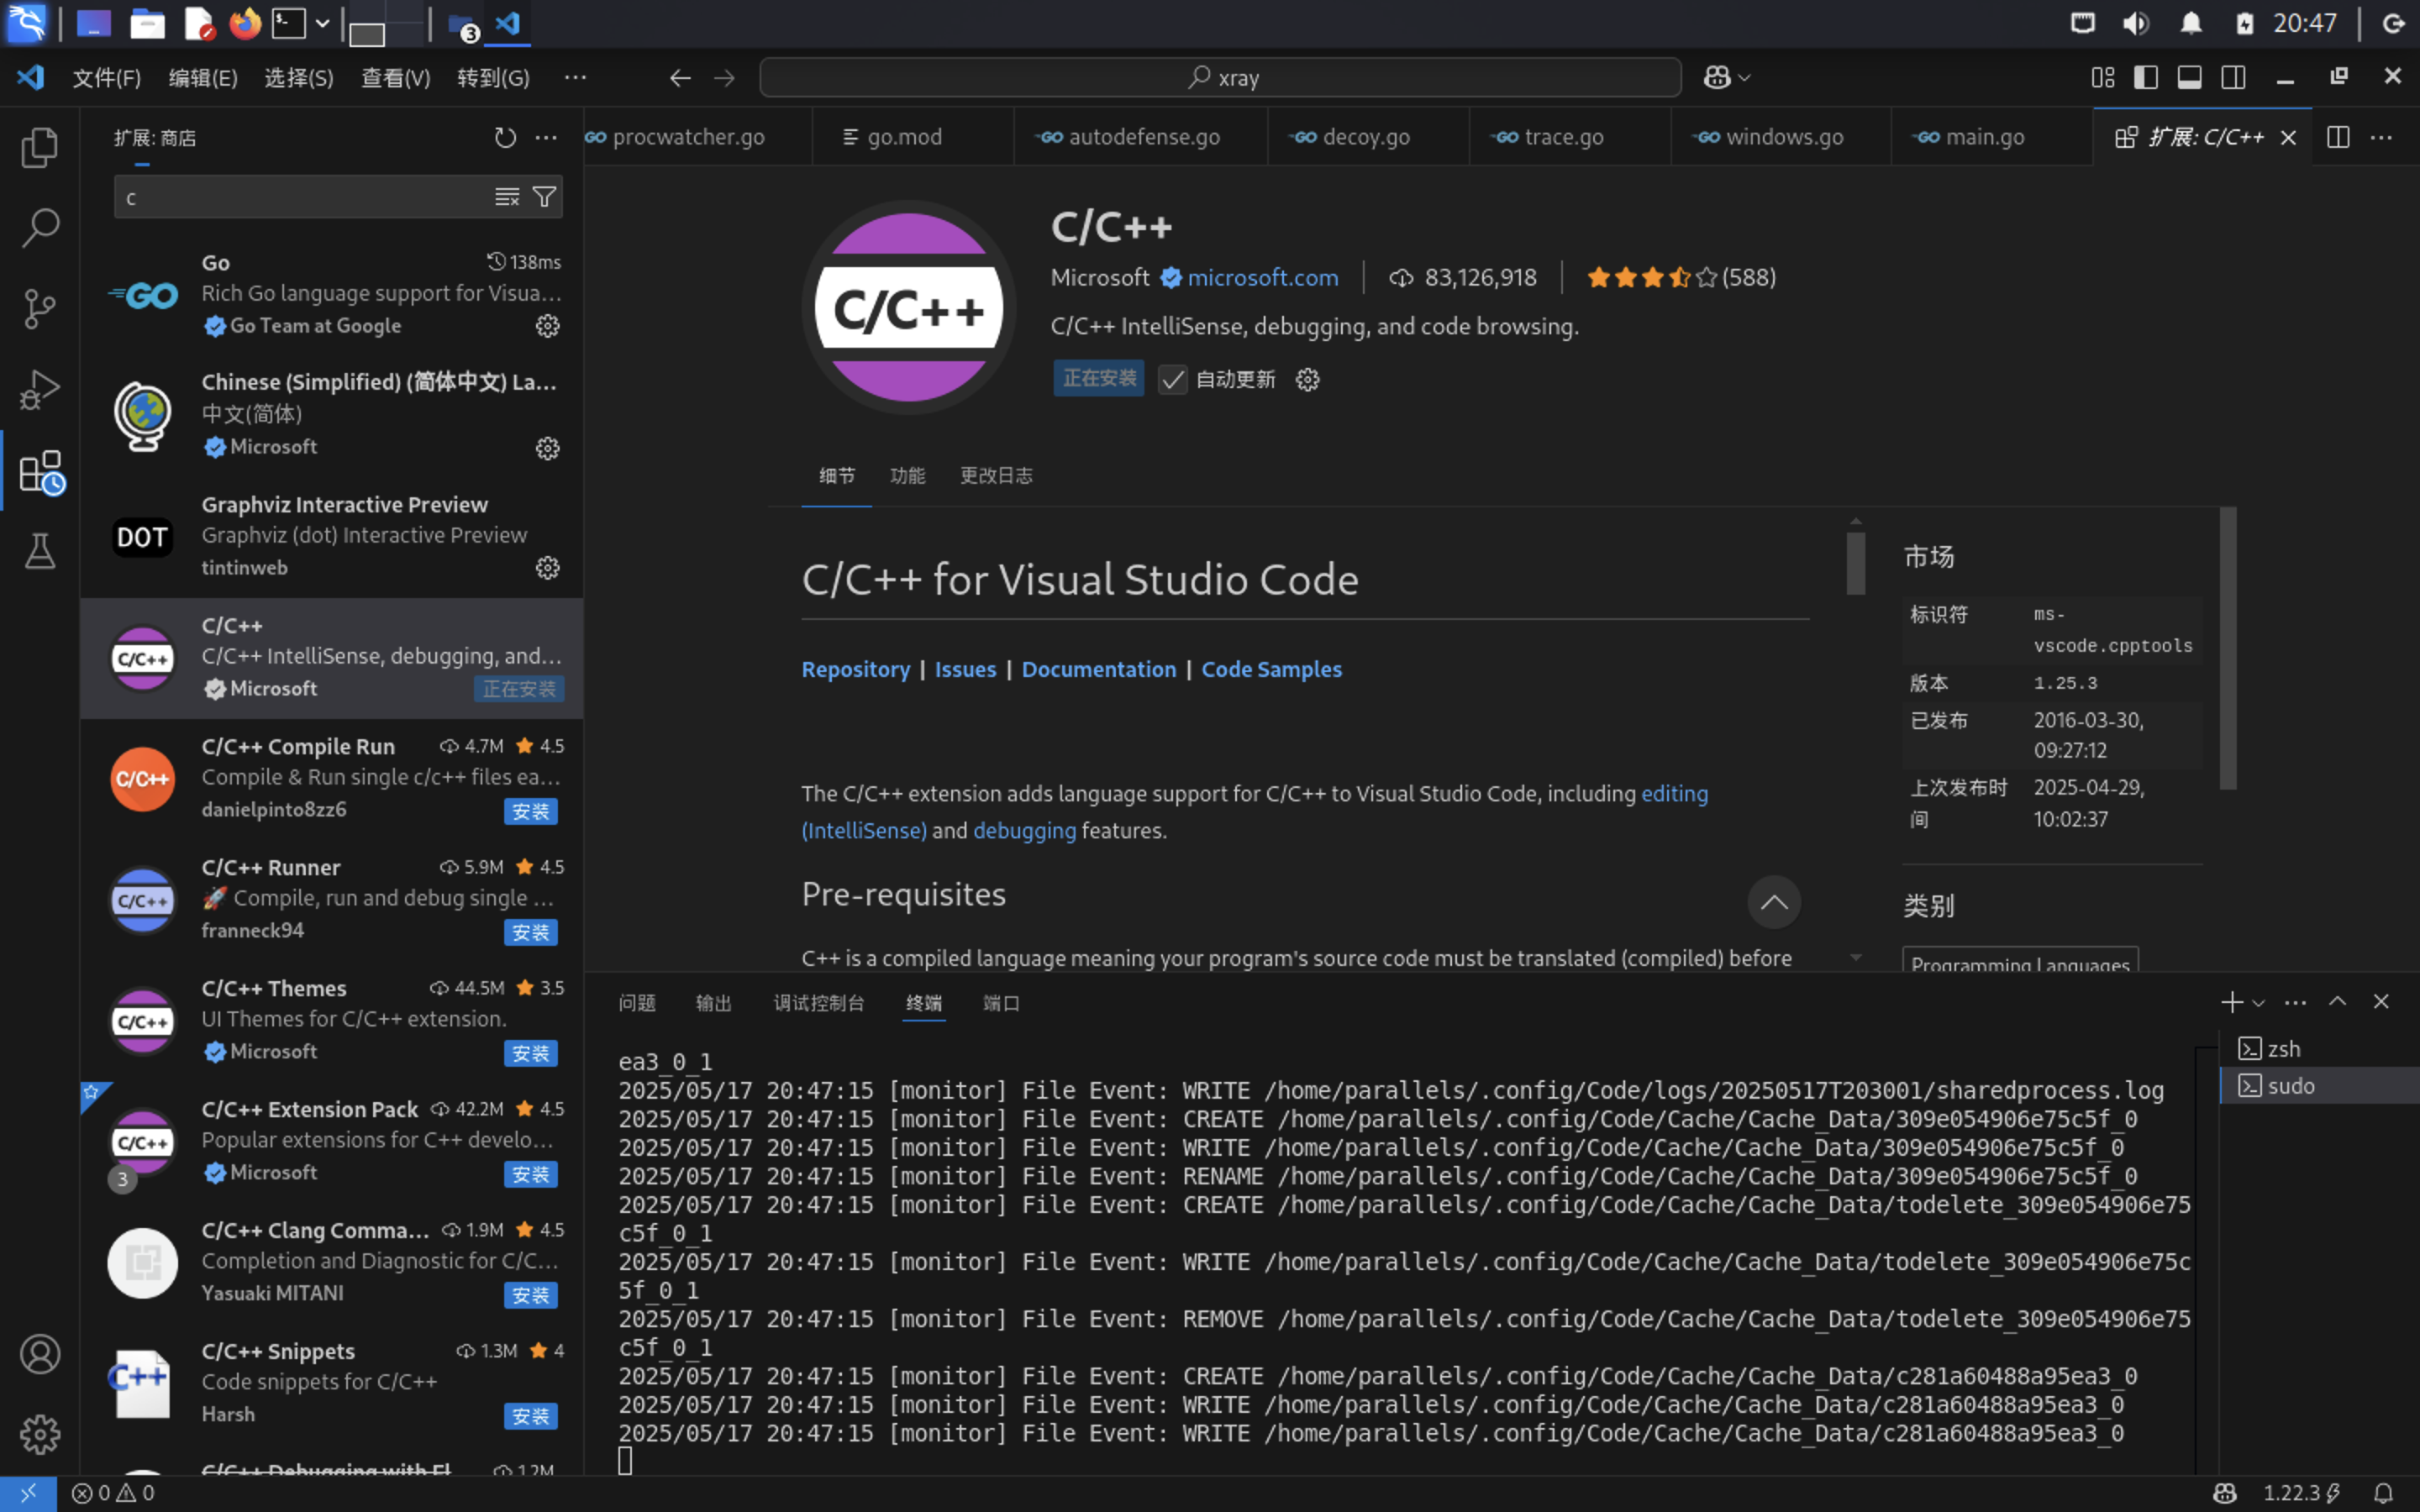 3
20:47
文件(F) 编辑(E) 选择(S) 查看(V) 转到(G) ···
xray
扩展: 商店
procwatcher.go
go.mod
autodefense.go
decoy.go
trace.go
windows.go
main.go
扩展: C/C++
c
Go
138ms
Rich Go language support for Visua...
Go Team at Google
Chinese (Simplified) (简体中文) La...
中文(简体)
Microsoft
DOT
Graphviz Interactive Preview
Graphviz (dot) Interactive Preview
tintinweb
C/C++
C/C++
C/C++ IntelliSense, debugging, and...
Microsoft
正在安装
C/C++
C/C++ Compile Run
4.7M
4.5
Compile & Run single c/c++ files ea...
danielpinto8zz6
安装
C/C++
C/C++ Runner
5.9M
4.5
🚀 Compile, run and debug single ...
franneck94
安装
C/C++
C/C++ Themes
44.5M
3.5
UI Themes for C/C++ extension.
Microsoft
安装
C/C++
3
C/C++ Extension Pack
42.2M
4.5
Popular extensions for C++ develo...
Microsoft
安装
C/C++ Clang Comma...
1.9M
4.5
Completion and Diagnostic for C/C...
Yasuaki MITANI
安装
C++
C/C++ Snippets
1.3M
4
Code snippets for C/C++
Harsh
安装
C/C++ Debugging with
1.2M
C/C++
C/C++
Microsoft microsoft.com
83,126,918
(588)
C/C++ IntelliSense, debugging, and code browsing.
正在安装
自动更新
细节 功能 更改日志
C/C++ for Visual Studio Code
Repository | Issues | Documentation | Code Samples
The C/C++ extension adds language support for C/C++ to Visual Studio Code, including editing
(IntelliSense) and debugging features.
Pre-requisites
C++ is a compiled language meaning your program's source code must be translated (compiled) before
市场
标识符 ms-
vscode.cpptools
版本 1.25.3
已发布 2016-03-30,
09:27:12
上次发布时 2025-04-29,
间 10:02:37
类别
Programming Languages
问题 输出 调试控制台 终端 端口
zsh
sudo
ea3_0_1
2025/05/17 20:47:15 [monitor] File Event: WRITE /home/parallels/.config/Code/logs/20250517T203001/sharedprocess.log
2025/05/17 20:47:15 [monitor] File Event: CREATE /home/parallels/.config/Code/Cache/Cache_Data/309e054906e75c5f_0
2025/05/17 20:47:15 [monitor] File Event: WRITE /home/parallels/.config/Code/Cache/Cache_Data/309e054906e75c5f_0
2025/05/17 20:47:15 [monitor] File Event: RENAME /home/parallels/.config/Code/Cache/Cache_Data/309e054906e75c5f_0
2025/05/17 20:47:15 [monitor] File Event: CREATE /home/parallels/.config/Code/Cache/Cache_Data/todelete_309e054906e75
c5f_0_1
2025/05/17 20:47:15 [monitor] File Event: WRITE /home/parallels/.config/Code/Cache/Cache_Data/todelete_309e054906e75c
5f_0_1
2025/05/17 20:47:15 [monitor] File Event: REMOVE /home/parallels/.config/Code/Cache/Cache_Data/todelete_309e054906e75
c5f_0_1
2025/05/17 20:47:15 [monitor] File Event: CREATE /home/parallels/.config/Code/Cache/Cache_Data/c281a60488a95ea3_0
2025/05/17 20:47:15 [monitor] File Event: WRITE /home/parallels/.config/Code/Cache/Cache_Data/c281a60488a95ea3_0
2025/05/17 20:47:15 [monitor] File Event: WRITE /home/parallels/.config/Code/Cache/Cache_Data/c281a60488a95ea3_0
0 0
1.22.3